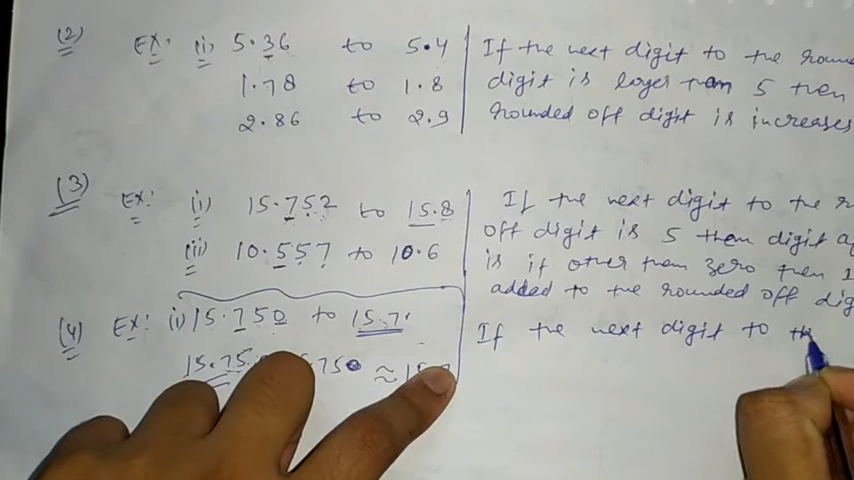 (2) Ex: (i) 5.36 to 5.4
1.78 to 1.8
2.86 to 2.9
If the next digit to the
digit is larger than 5 then
rounded off digit is increases
(3) Ex: (i) 15.752 to 15.8
(ii) 10.557 to 10.6
If the next digit to the
off digit is 5 then digit
is if other than zero then 1
added to the rounded off
(4) Ex: (i) 15.750 to 15.7
15.75 750 ≈
If the next digit to